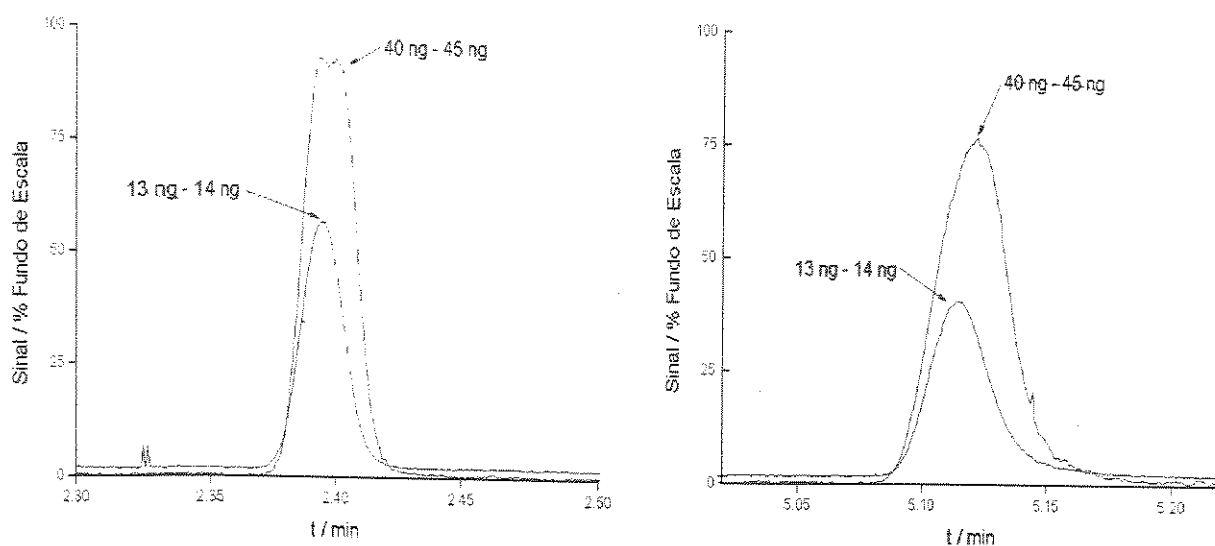 100
75
50
25
0
Sinal / % Fundo de Escala
40 ng - 45 ng
13 ng - 14 ng
2.30
2.35
2.40
2.45
2.50
t / min
100
75
50
25
0
Sinal / % Fundo de Escala
40 ng - 45 ng
13 ng - 14 ng
5.05
5.10
5.15
5.20
t / min